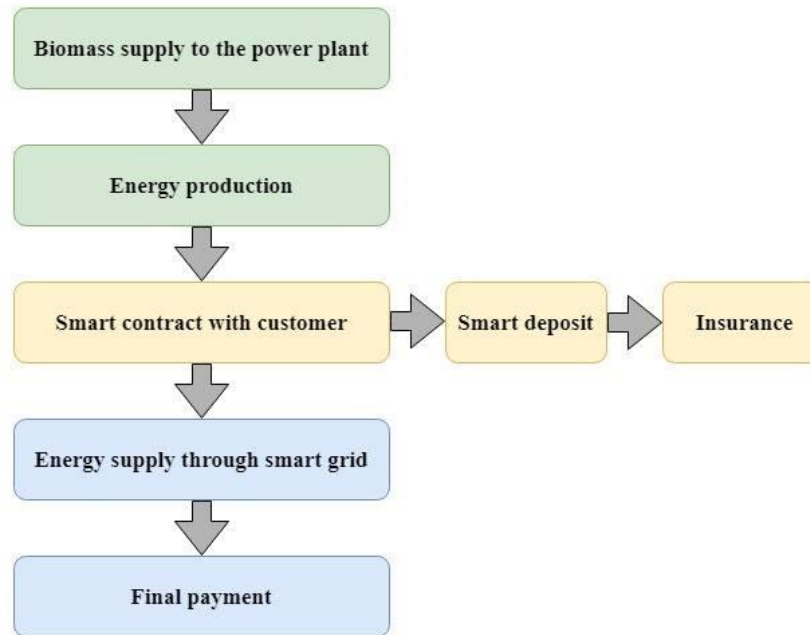 Biomass supply to the power plant
Energy production
Smart contract with customer
Smart deposit
Insurance
Energy supply through smart grid
Final payment